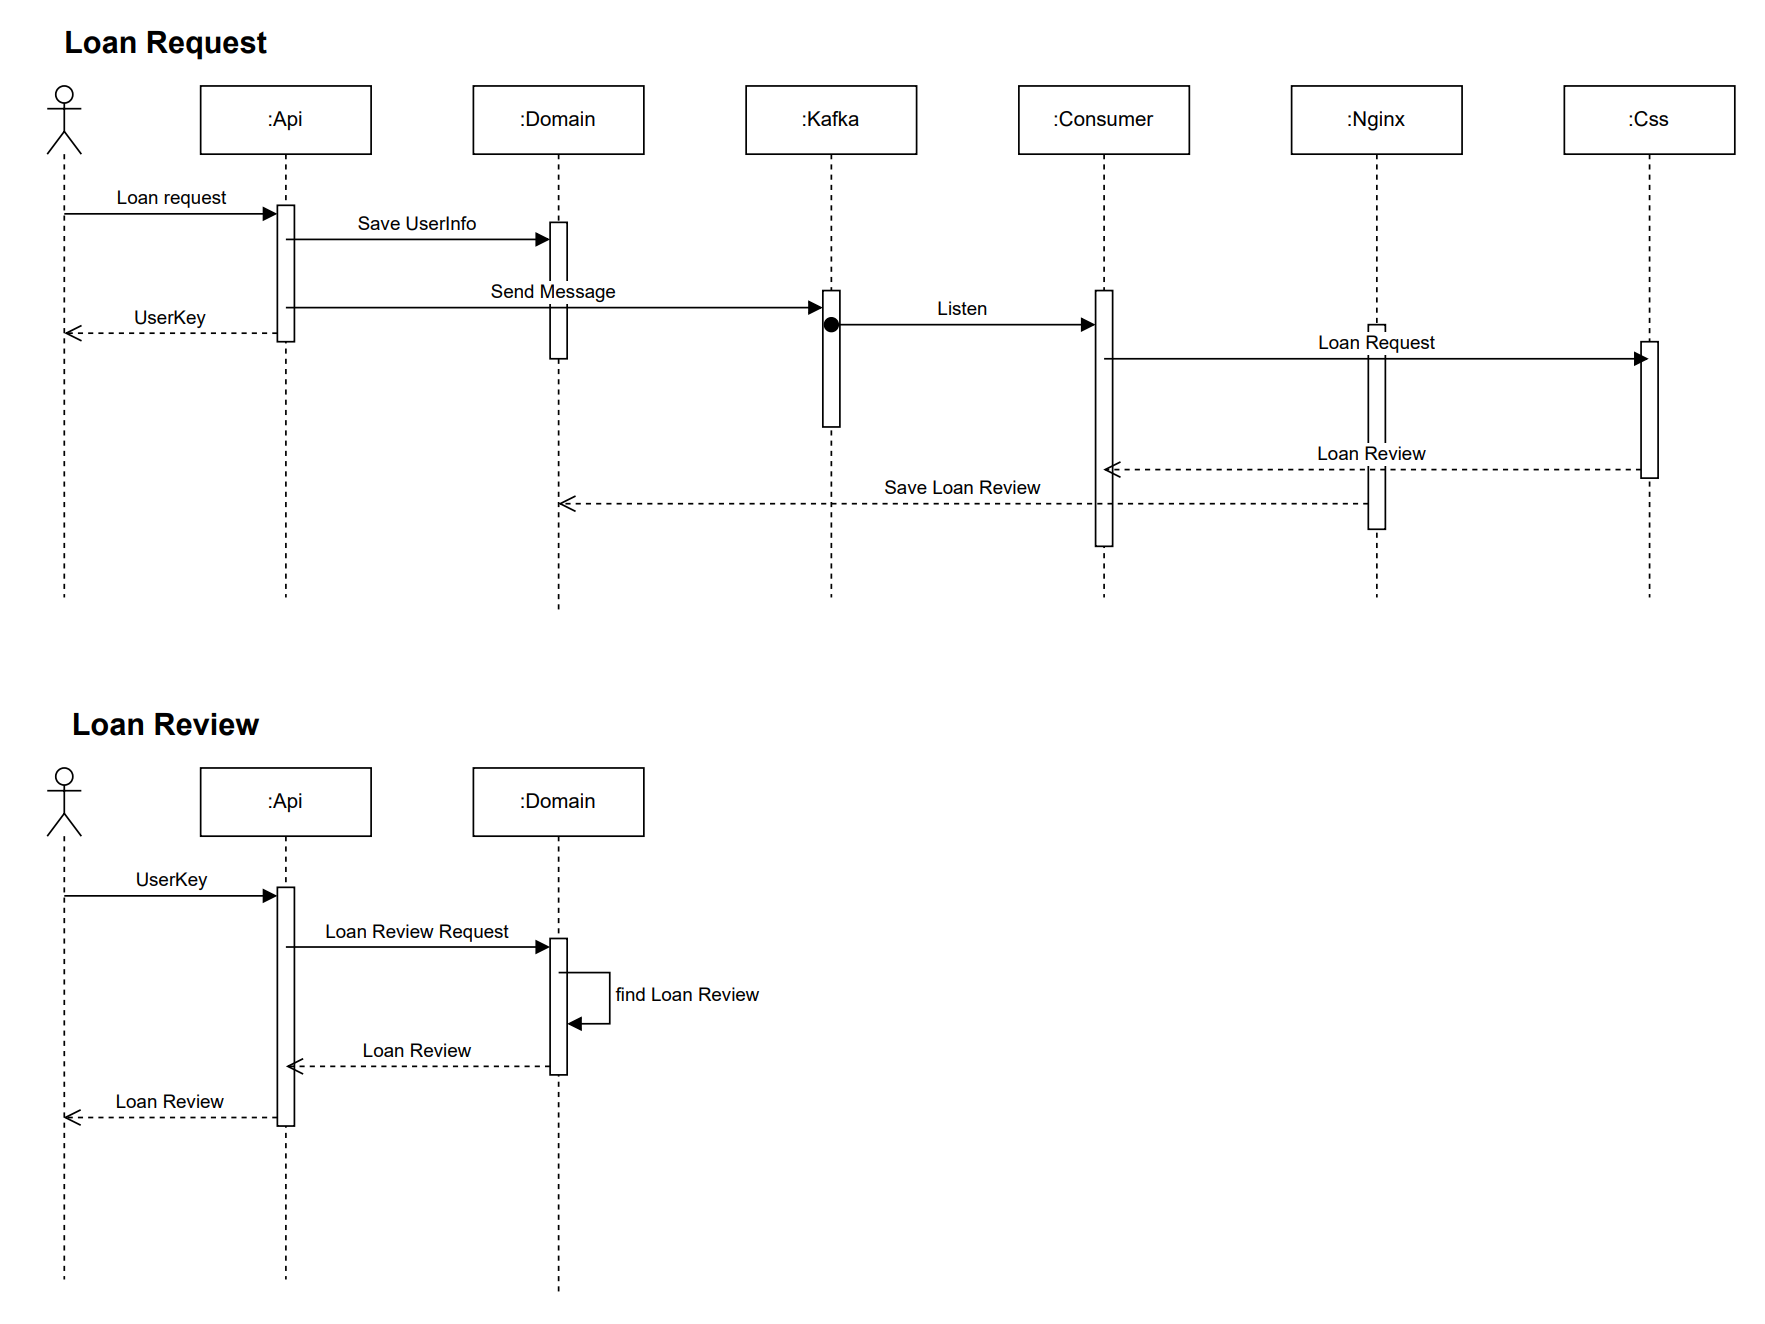 Loan Request
:Api
:Domain
:Kafka
:Consumer
:Nginx
:Css
Loan request
Save UserInfo
Send Message
UserKey
Listen
Loan Request
Loan Review
Save Loan Review
Loan Review
:Api
:Domain
UserKey
Loan Review Request
find Loan Review
Loan Review
Loan Review